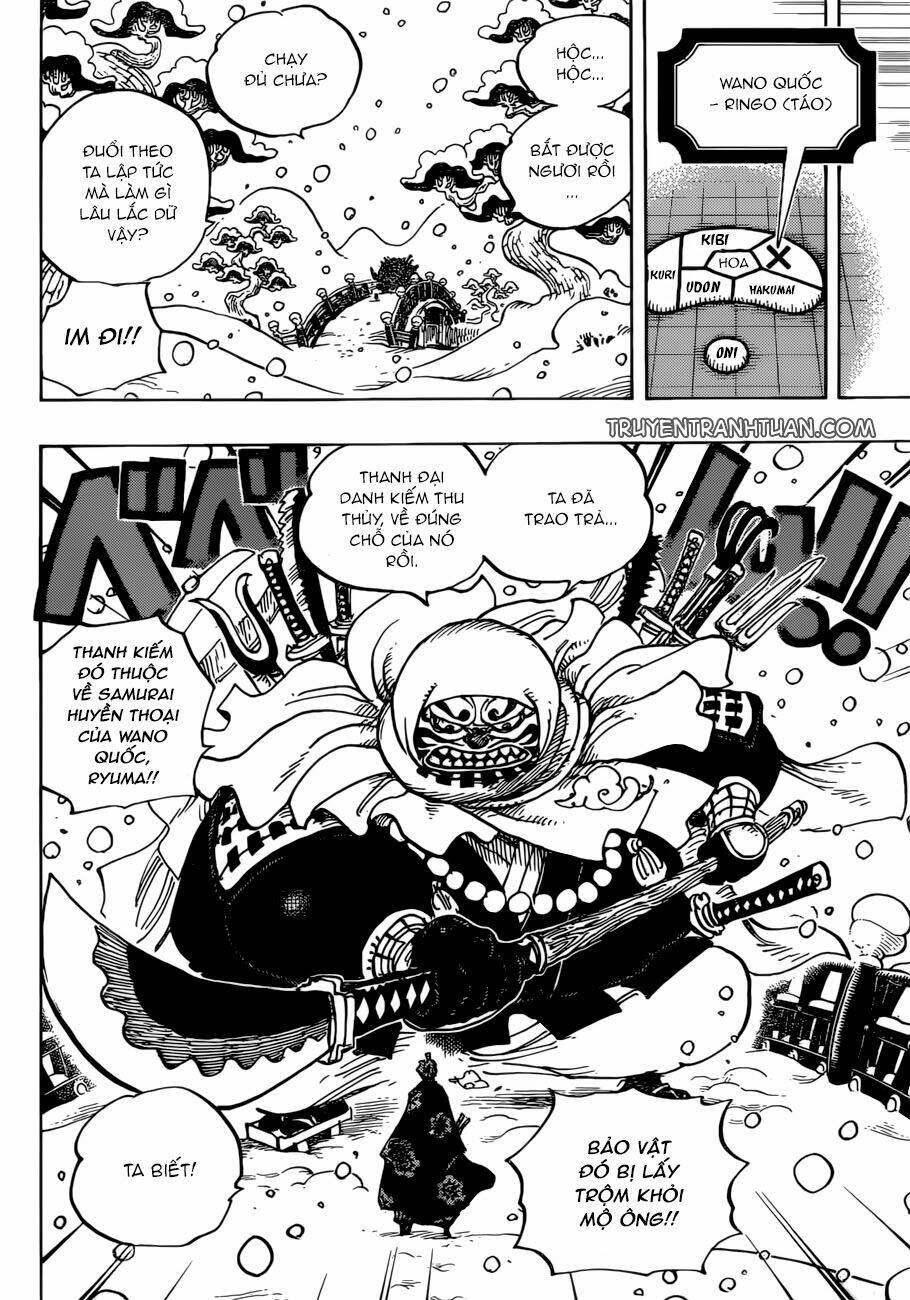 WANO QUỐC
- RINGO (TÁO)
KIBI
HOA
KURI
UDON
HAKUMAI
ONI
HỘC...
HỘC...
BẮT ĐƯỢC
NGƯƠI RỒI
...
CHẠY
ĐỦ CHƯA?
ĐUỔI THEO
TA LẬP TỨC
MÀ LÀM GÌ
LÂU LẮC DỮ
VẬY?
IM ĐI!!
TRUYENTRANHTUAN.COM
TA ĐÃ
TRAO TRẢ...
THANH ĐẠI
DANH KIẾM THU
THỦY, VỀ ĐÚNG
CHỖ CỦA NÓ
RỒI.
ベベン!!
THANH KIẾM
ĐÓ THUỘC
VỀ SAMURAI
HUYỀN THOẠI
CỦA WANO
QUỐC,
RYUMA!!
BẢO VẬT
ĐÓ BỊ LẤY
TRỘM KHỎI
MỘ ÔNG!!
TA BIẾT!